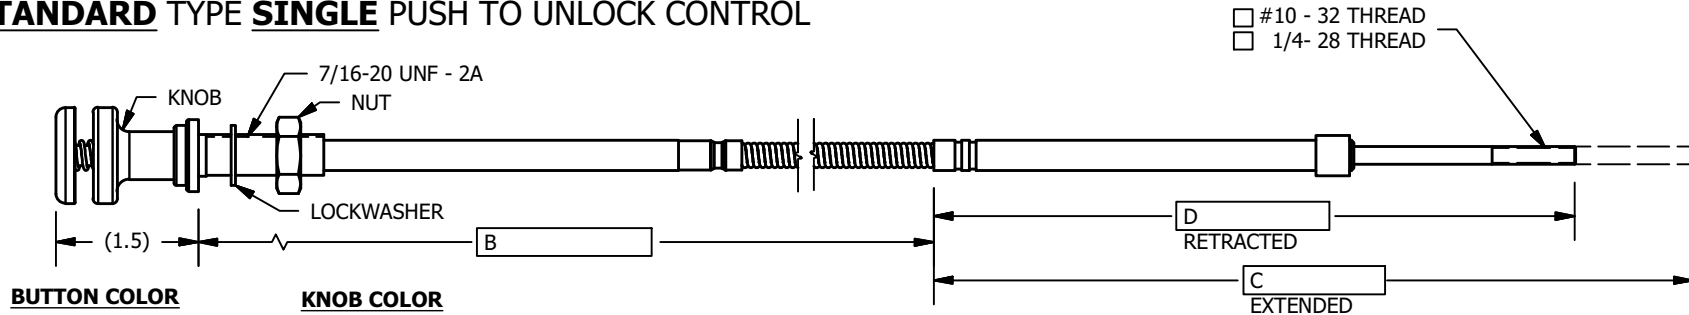 TANDARD TYPE SINGLE PUSH TO UNLOCK CONTROL
#10 - 32 THREAD
1/4- 28 THREAD
7/16-20 UNF - 2A
KNOB
NUT
LOCKWASHER
(1.5)
B
D
RETRACTED
C
EXTENDED
BUTTON COLOR
KNOB COLOR